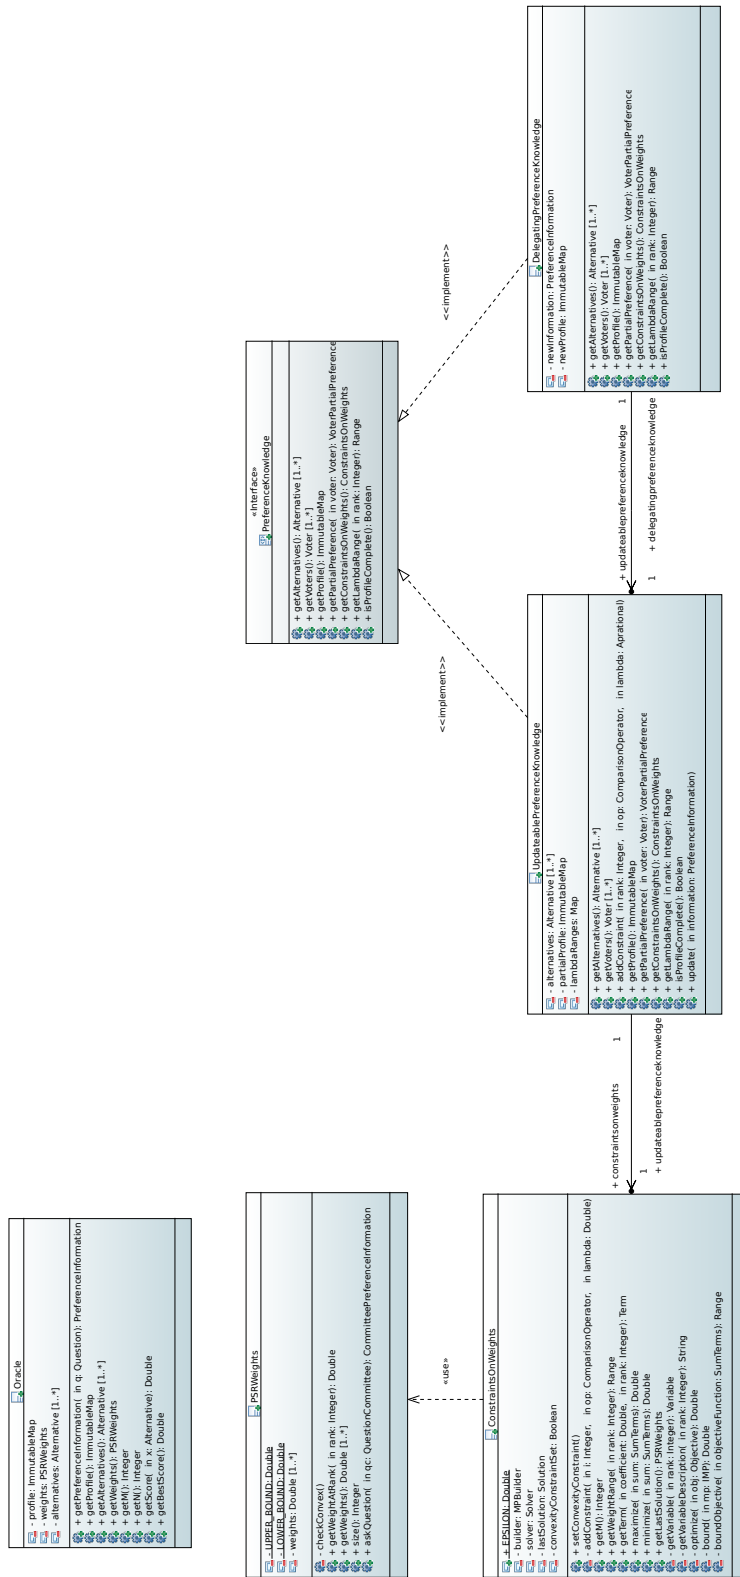 Oracle
- profile: ImmutableMap
- weights: PSRWeights
- alternatives: Alternative [1..*]
+ getPreferenceInformation( in q: Question): PreferenceInformation
+ getProfile(): ImmutableMap
+ getAlternatives(): Alternative [1..*]
+ getWeights(): PSRWeights
+ getM(): Integer
+ getN(): Integer
+ getScore( in x: Alternative): Double
+ getBestScore(): Double
PSRWeights
- UPPER_BOUND: Double
- LOWER_BOUND: Double
- weights: Double [1..*]
- checkConvex()
+ getWeightAtRank( in rank: Integer): Double
+ getWeights(): Double [1..*]
+ size(): Integer
+ askQuestion( in qc: QuestionCommittee): CommitteePreferenceInformation
«Interface»
PreferenceKnowledge
+ getAlternatives(): Alternative [1..*]
+ getVoters(): Voter [1..*]
+ getProfile(): ImmutableMap
+ getPartialPreference( in voter: Voter): VoterPartialPreference
+ getConstraintsOnWeights(): ConstraintsOnWeights
+ getLambdaRange( in rank: Integer): Range
+ isProfileComplete(): Boolean
«use»
<<implement>>
<<implement>>
ConstraintsOnWeights
+ EPSILON: Double
- builder: MPBuilder
- solver: Solver
- lastSolution: Solution
- convexityConstraintSet: Boolean
+ setConvexityConstraint()
- addConstraint( in i: Integer, in op: ComparisonOperator, in lambda: Double)
+ getM(): Integer
+ getWeightRange( in rank: Integer): Range
+ getTerm( in coefficient: Double, in rank: Integer): Term
+ maximize( in sum: SumTerms): Double
+ minimize( in sum: SumTerms): Double
+ getLastSolution(): PSRWeights
- getVariable( in rank: Integer): Variable
- getVariableDescription( in rank: Integer): String
- optimize( in obj: Objective): Double
- bound( in mp: IMP): Double
- boundObjective( in objectiveFunction: SumTerms): Range
+ constraintsonweights
1
1
+ updateablepreferenceknowledge
UpdateablePreferenceKnowledge
- alternatives: Alternative [1..*]
- partialProfile: ImmutableMap
- lambdaRanges: Map
+ getAlternatives(): Alternative [1..*]
+ getVoters(): Voter [1..*]
+ addConstraint( in rank: Integer, in op: ComparisonOperator, in lambda: Aprational)
+ getProfile(): ImmutableMap
+ getPartialPreference( in voter: Voter): VoterPartialPreference
+ getConstraintsOnWeights(): ConstraintsOnWeights
+ getLambdaRange( in rank: Integer): Range
+ isProfileComplete(): Boolean
+ update( in information: PreferenceInformation)
+ updateablepreferenceknowledge
1
1
+ delegatingpreferenceknowledge
DelegatingPreferenceKnowledge
- newInformation: PreferenceInformation
- newProfile: ImmutableMap
+ getAlternatives(): Alternative [1..*]
+ getVoters(): Voter [1..*]
+ getProfile(): ImmutableMap
+ getPartialPreference( in voter: Voter): VoterPartialPreference
+ getConstraintsOnWeights(): ConstraintsOnWeights
+ getLambdaRange( in rank: Integer): Range
+ isProfileComplete(): Boolean